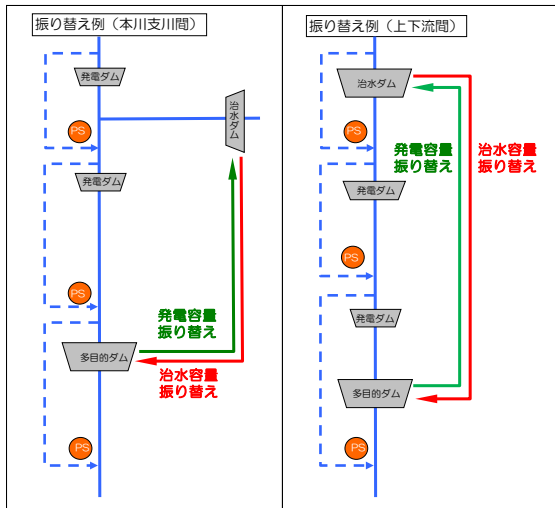 振り替え例（本川支川間）
発電ダム
治水ダム
PS
発電ダム
PS
発電容量
振り替え
多目的ダム
治水容量
振り替え
PS
振り替え例（上下流間）
治水ダム
PS
発電容量
振り替え
治水容量
振り替え
発電ダム
PS
発電ダム
多目的ダム
PS